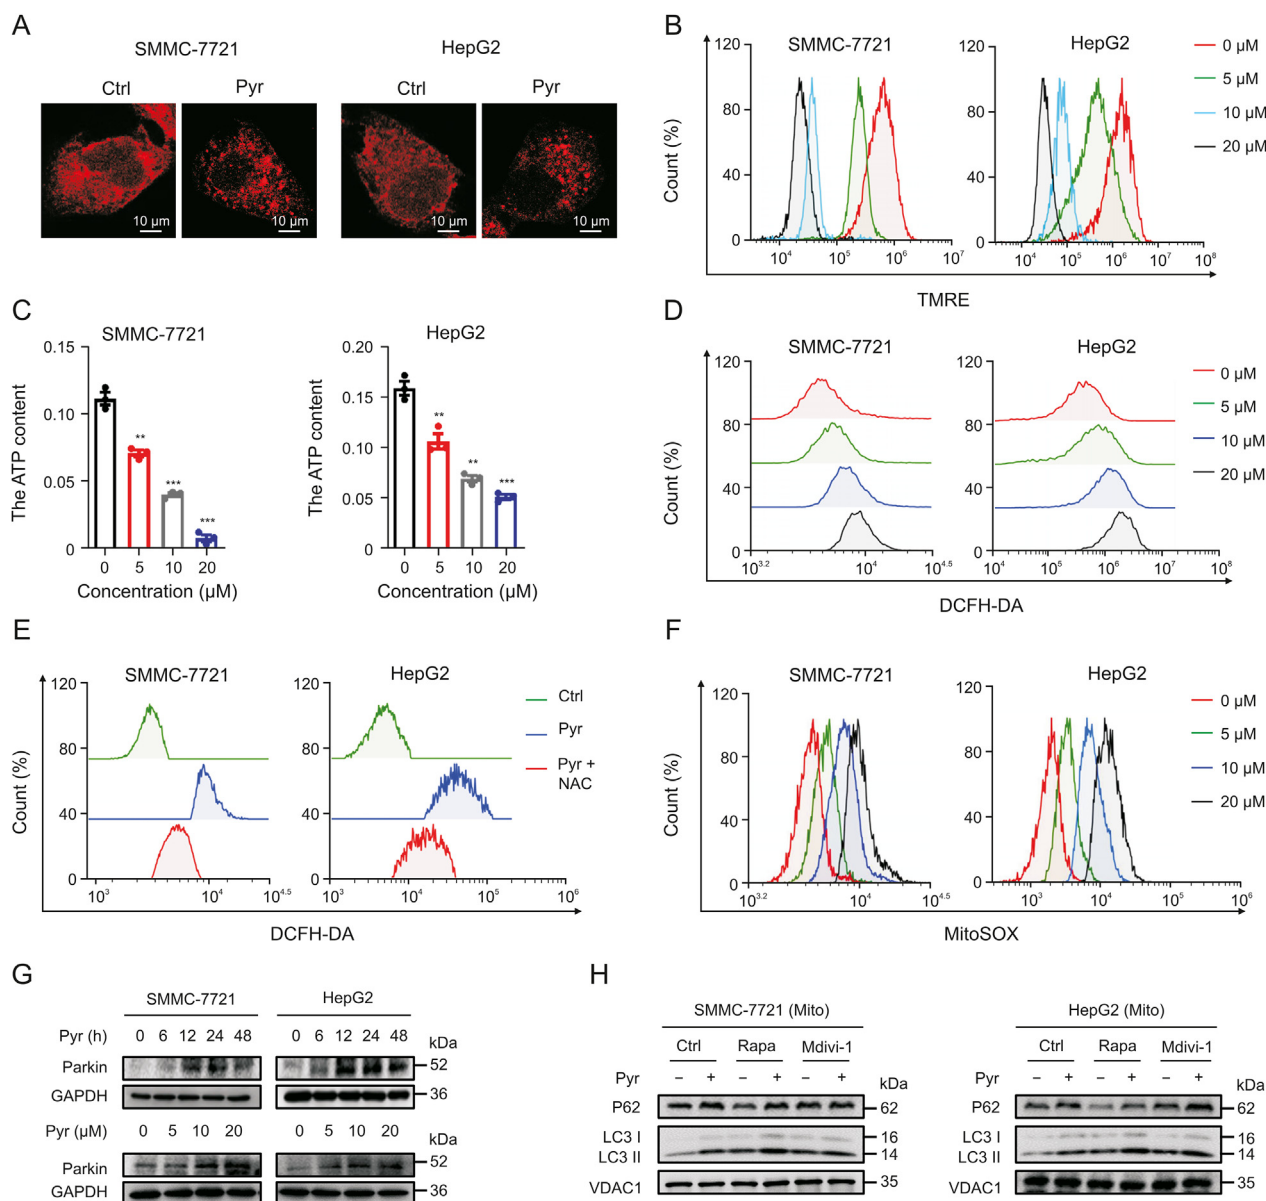 A
SMMC-7721
HepG2
Ctrl
Pyr
Ctrl
Pyr
10 µm
10 µm
10 µm
10 µm
B
SMMC-7721
HepG2
Count (%)
120
80
40
0
10⁴ 10⁵ 10⁶ 10⁷
120
80
40
0
10⁴ 10⁵ 10⁶ 10⁷ 10⁸
TMRE
0 µM
5 µM
10 µM
20 µM
C
SMMC-7721
The ATP content
0.15
0.10
0.05
0
** *** ***
0 5 10 20
Concentration (µM)
HepG2
The ATP content
0.20
0.15
0.10
0.05
0
** ** ***
0 5 10 20
Concentration (µM)
D
SMMC-7721
HepG2
Count (%)
120
80
40
0
10³·² 10⁴ 10⁴·⁵
120
80
40
0
10⁴ 10⁵ 10⁶ 10⁷ 10⁸
DCFH-DA
0 µM
5 µM
10 µM
20 µM
E
SMMC-7721
HepG2
Count (%)
120
80
40
0
10³ 10⁴ 10⁴·⁵
120
80
40
0
10³ 10⁴ 10⁵ 10⁶
DCFH-DA
Ctrl
Pyr
Pyr +
NAC
F
SMMC-7721
HepG2
Count (%)
120
80
40
0
10³·² 10⁴ 10⁴·⁵
120
80
40
0
10³ 10⁴ 10⁵ 10⁶
MitoSOX
0 µM
5 µM
10 µM
20 µM
G
SMMC-7721
HepG2
Pyr (h) 0 6 12 24 48 0 6 12 24 48 kDa
Parkin 52
GAPDH 36
Pyr (µM) 0 5 10 20 0 5 10 20 kDa
Parkin 52
GAPDH 36
H
SMMC-7721 (Mito)
Ctrl Rapa Mdivi-1
Pyr − + − + − + kDa
P62 62
LC3 I 16
LC3 II 14
VDAC1 35
HepG2 (Mito)
Ctrl Rapa Mdivi-1
Pyr − + − + − + kDa
P62 62
LC3 I 16
LC3 II 14
VDAC1 35